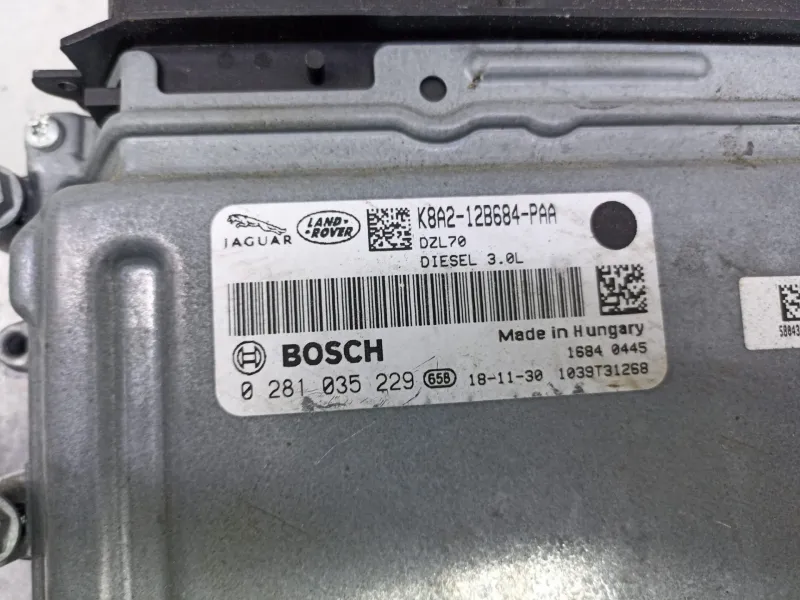 JAGUAR
LAND-
ROVER
K8A2-12B684-PAA
DZL70
DIESEL 3.0L
Made in Hungary
BOSCH
1684 0445
0 281 035 229 658 18-11-30 1039T31268